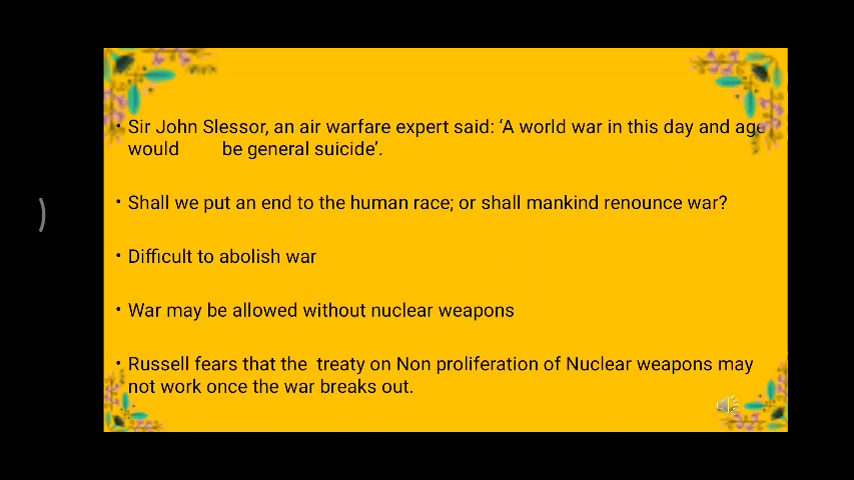 • Sir John Slessor, an air warfare expert said: ‘A world war in this day and age
would be general suicide’.
• Shall we put an end to the human race; or shall mankind renounce war?
• Difficult to abolish war
• War may be allowed without nuclear weapons
• Russell fears that the treaty on Non proliferation of Nuclear weapons may
not work once the war breaks out.